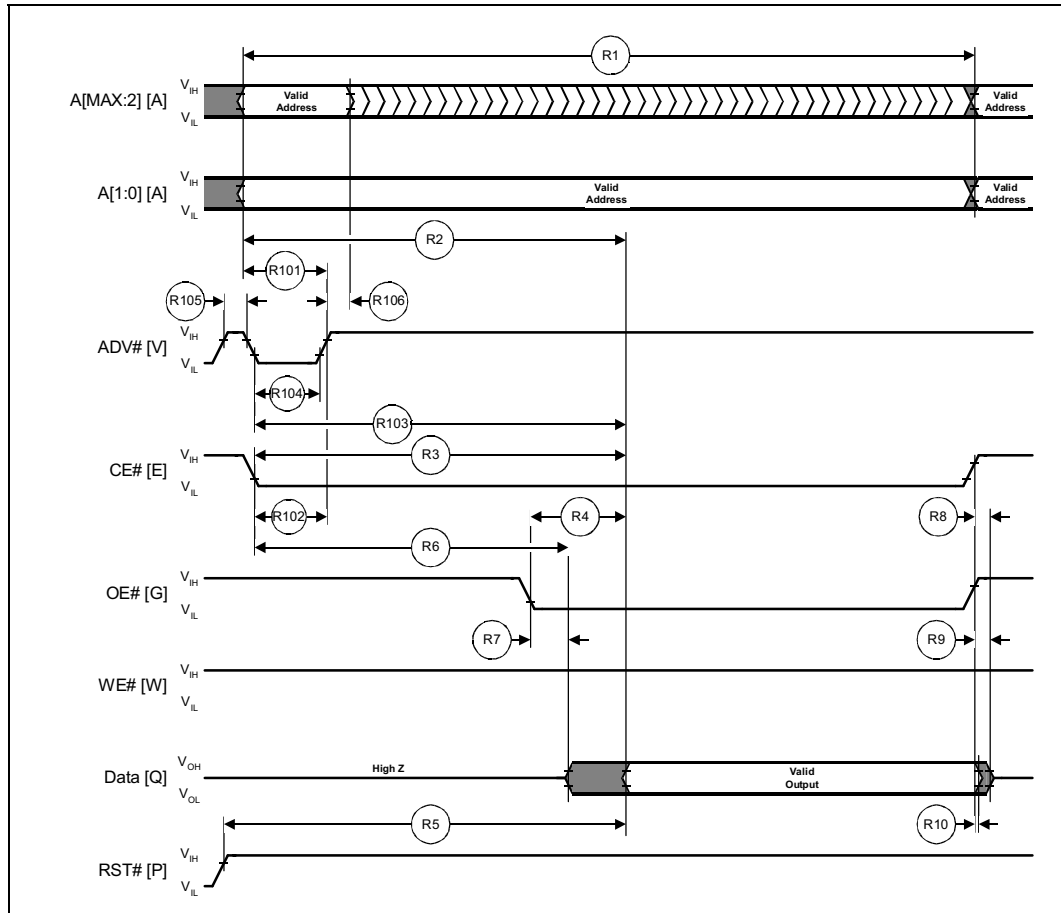 R1
A[MAX:2] [A]
VIH
VIL
Valid
Address
Valid
Address
A[1:0] [A]
VIH
VIL
Valid
Address
Valid
Address
R2
R101
R105
R106
ADV# [V]
VIH
VIL
R104
R103
CE# [E]
VIH
VIL
R3
R102
R4
R8
R6
OE# [G]
VIH
VIL
R7
R9
WE# [W]
VIH
VIL
Data [Q]
VOH
VOL
High Z
Valid
Output
R5
R10
RST# [P]
VIH
VIL